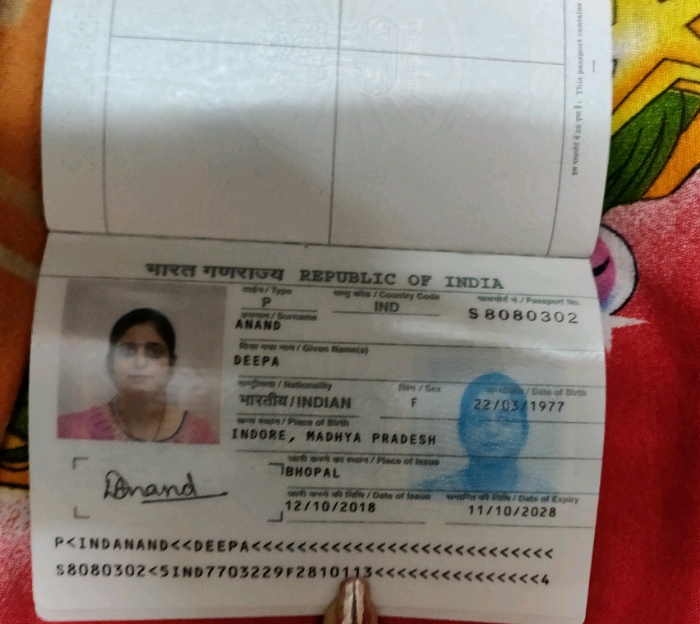 This passport contains
भारत गणराज्य REPUBLIC OF INDIA
टाईप / Type
राष्ट्र कोड / Country Code
पासपोर्ट नं / Passport No.
P
IND
S8080302
उपनाम / Surname
ANAND
दिया गया नाम / Given Name(s)
DEEPA
राष्ट्रीयता / Nationality
लिंग / Sex
जन्मतिथि / Date of Birth
भारतीय/INDIAN
F
22/03/1977
जन्म स्थान / Place of Birth
INDORE, MADHYA PRADESH
जारी करने का स्थान / Place of Issue
BHOPAL
जारी करने की तिथि / Date of Issue
समाप्ति की तिथि / Date of Expiry
12/10/2018
11/10/2028
DAnand
P<INDANAND<<DEEPA<<<<<<<<<<<<<<<<<<<<<<<<<<<
S8080302<5IND7703229F2810113<<<<<<<<<<<<<<<4